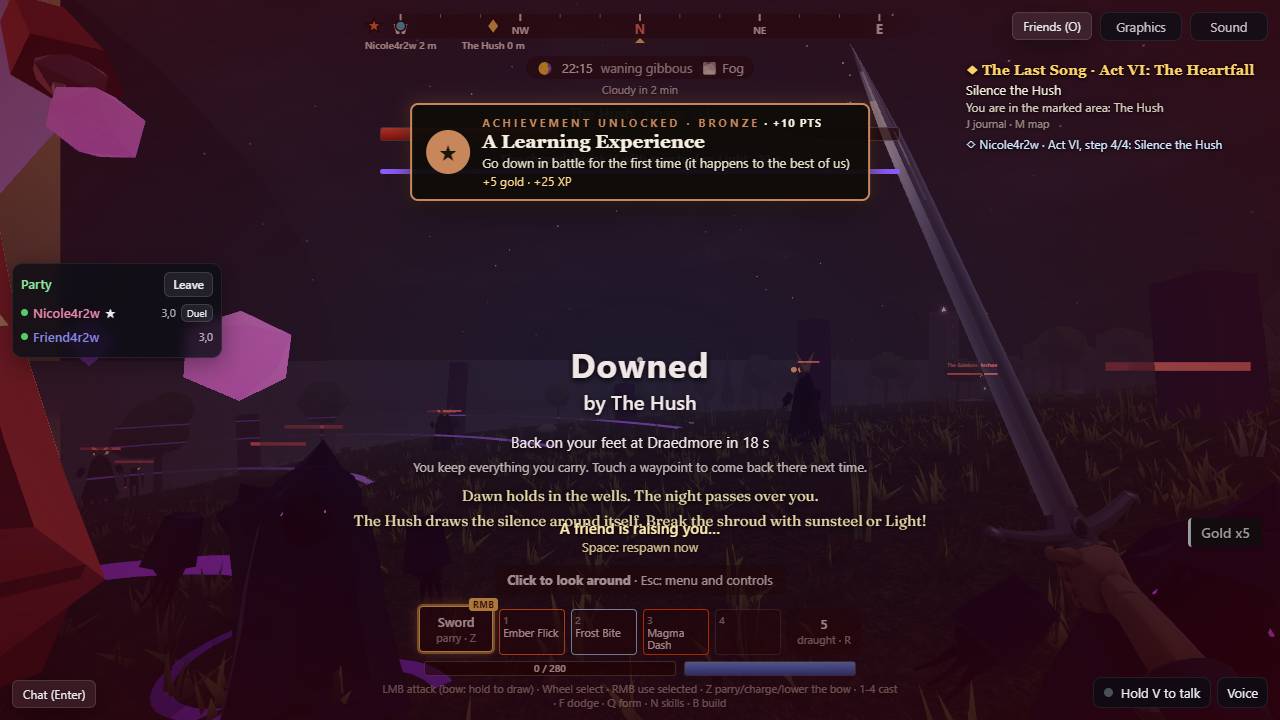 NW
N
NE
E
Nicole4r2w 2 m
The Hush 0 m
22:15 waning gibbous Fog
Cloudy in 2 min
Friends (O)
Graphics
Sound
The Last Song · Act VI: The Heartfall
Silence the Hush
You are in the marked area: The Hush
J journal · M map
Nicole4r2w · Act VI, step 4/4: Silence the Hush
ACHIEVEMENT UNLOCKED · BRONZE · +10 PTS
A Learning Experience
Go down in battle for the first time (it happens to the best of us)
+5 gold · +25 XP
Party
Leave
Nicole4r2w ★ 3,0 Duel
Friend4r2w 3,0
Downed
by The Hush
Back on your feet at Draedmore in 18 s
You keep everything you carry. Touch a waypoint to come back there next time.
Dawn holds in the wells. The night passes over you.
The Hush draws the silence around itself. Break the shroud with sunsteel or Light!
A friend is raising you...
Space: respawn now
Gold x5
Click to look around · Esc: menu and controls
RMB
Sword
parry · Z
1
Ember Flick
2
Frost Bite
3
Magma Dash
4
5
draught · R
0 / 280
LMB attack (bow: hold to draw) · Wheel select · RMB use selected · Z parry/charge/lower the bow · 1-4 cast
· F dodge · Q form · N skills · B build
Chat (Enter)
Hold V to talk
Voice